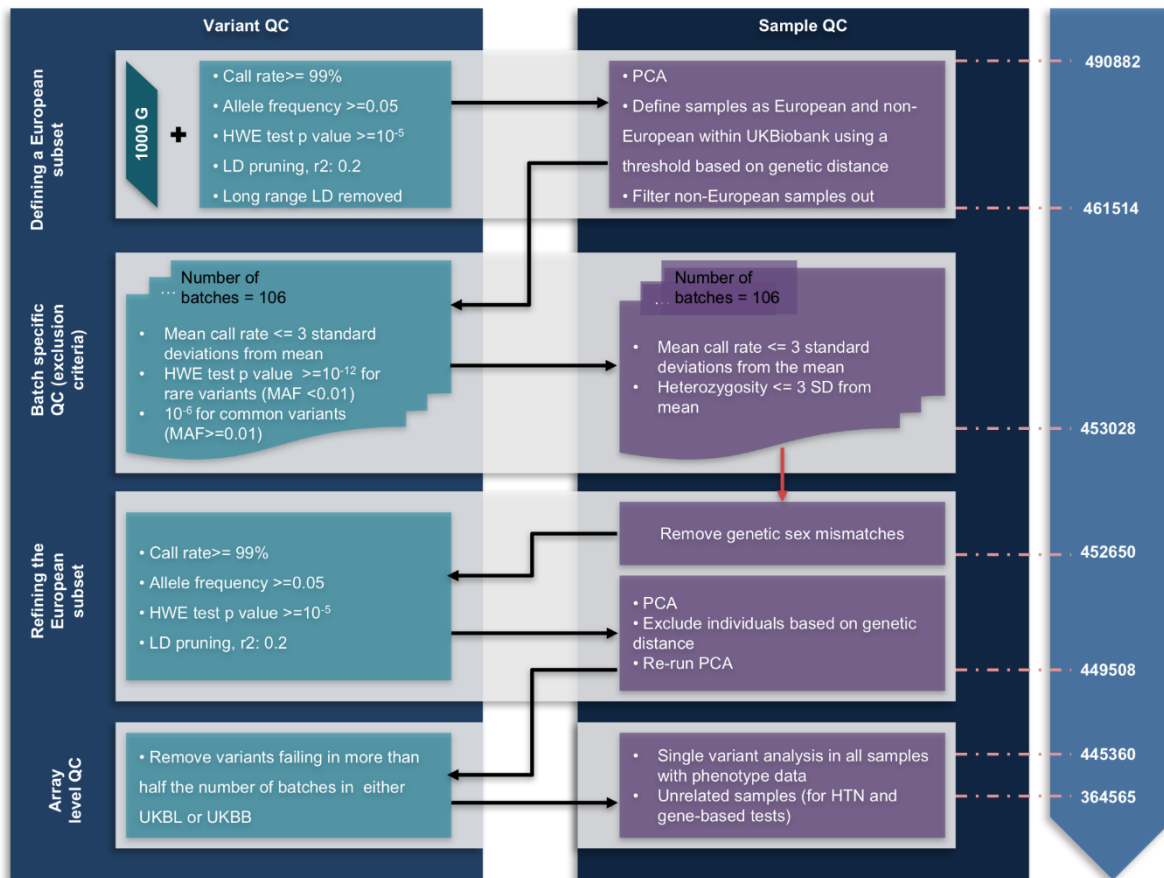 Variant QC
Sample QC
Defining a European
subset
1000 G
+
• Call rate>= 99%
• Allele frequency >=0.05
• HWE test p value >=10-5
• LD pruning, r2: 0.2
• Long range LD removed
• PCA
• Define samples as European and non-
European within UKBiobank using a
threshold based on genetic distance
• Filter non-European samples out
490882
461514
Batch specific
QC (exclusion
criteria)
... Number of
batches = 106
• Mean call rate <= 3 standard
deviations from mean
• HWE test p value >=10-12 for
rare variants (MAF <0.01)
• 10-6 for common variants
(MAF>=0.01)
... Number of
batches = 106
• Mean call rate <= 3 standard
deviations from the mean
• Heterozygosity <= 3 SD from
mean
453028
Refining the
European
subset
• Call rate>= 99%
• Allele frequency >=0.05
• HWE test p value >=10-5
• LD pruning, r2: 0.2
Remove genetic sex mismatches
452650
• PCA
• Exclude individuals based on genetic
distance
• Re-run PCA
449508
Array
level QC
• Remove variants failing in more than
half the number of batches in either
UKBL or UKBB
• Single variant analysis in all samples
with phenotype data
• Unrelated samples (for HTN and
gene-based tests)
445360
364565